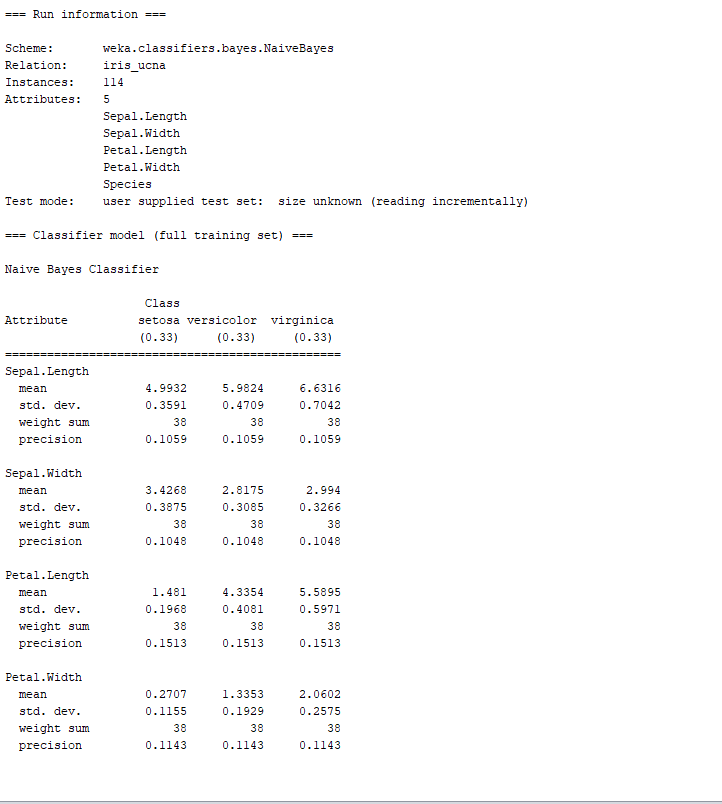 === Run information ===
Scheme: weka.classifiers.bayes.NaiveBayes
Relation: iris_ucna
Instances: 114
Attributes: 5
Sepal.Length
Sepal.Width
Petal.Length
Petal.Width
Species
Test mode: user supplied test set: size unknown (reading incrementally)
=== Classifier model (full training set) ===
Naive Bayes Classifier
Class
Attribute setosa versicolor virginica
(0.33) (0.33) (0.33)
================================================
Sepal.Length
mean 4.9932 5.9824 6.6316
std. dev. 0.3591 0.4709 0.7042
weight sum 38 38 38
precision 0.1059 0.1059 0.1059
Sepal.Width
mean 3.4268 2.8175 2.994
std. dev. 0.3875 0.3085 0.3266
weight sum 38 38 38
precision 0.1048 0.1048 0.1048
Petal.Length
mean 1.481 4.3354 5.5895
std. dev. 0.1968 0.4081 0.5971
weight sum 38 38 38
precision 0.1513 0.1513 0.1513
Petal.Width
mean 0.2707 1.3353 2.0602
std. dev. 0.1155 0.1929 0.2575
weight sum 38 38 38
precision 0.1143 0.1143 0.1143